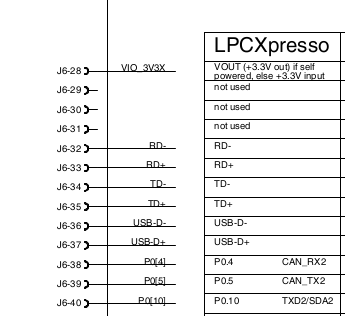 LPCXpresso
J6-28 VIO_3V3X VOUT (+3.3V out) if self
powered, else +3.3V input
J6-29 not used
J6-30 not used
J6-31 not used
J6-32 RD- RD-
J6-33 RD+ RD+
J6-34 TD- TD-
J6-35 TD+ TD+
J6-36 USB-D- USB-D-
J6-37 USB-D+ USB-D+
J6-38 P0[4] P0.4 CAN_RX2
J6-39 P0[5] P0.5 CAN_TX2
J6-40 P0[10] P0.10 TXD2/SDA2